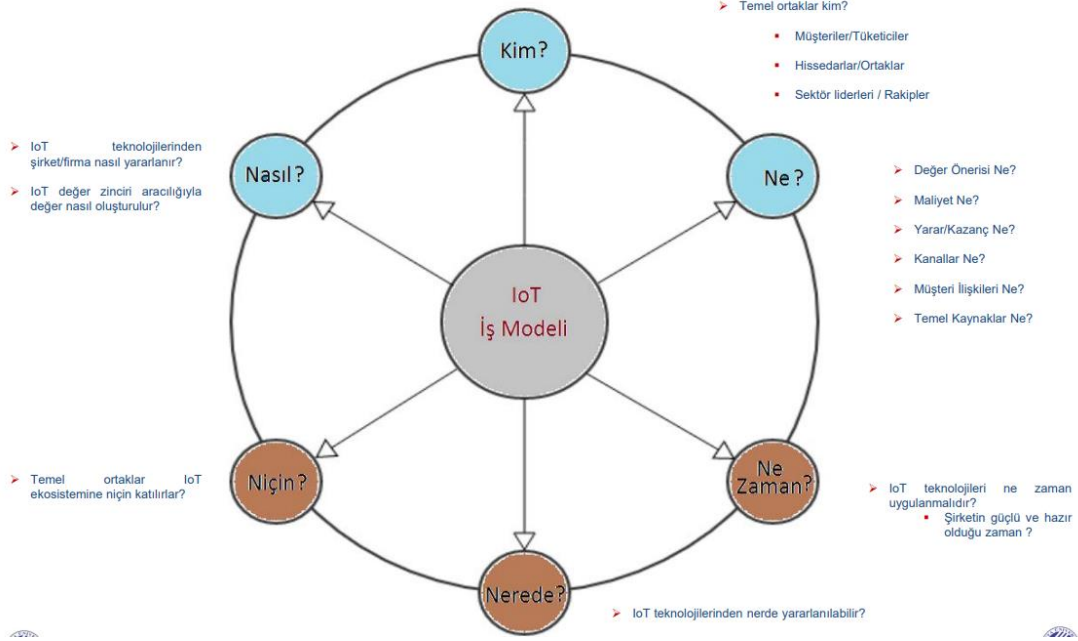 Temel ortaklar kim?
Müşteriler/Tüketiciler
Hissedarlar/Ortaklar
Sektör liderleri / Rakipler
Kim?
IoT teknolojilerinden
şirket/firma nasıl yararlanır?
IoT değer zinciri aracılığıyla
değer nasıl oluşturulur?
Nasıl?
Ne?
Değer Önerisi Ne?
Maliyet Ne?
Yarar/Kazanç Ne?
Kanallar Ne?
Müşteri İlişkileri Ne?
Temel Kaynaklar Ne?
IoT
İş Modeli
Temel ortaklar IoT
ekosistemine niçin katılırlar?
Niçin?
Ne
Zaman?
IoT teknolojileri ne zaman
uygulanmalıdır?
Şirketin güçlü ve hazır
olduğu zaman ?
Nerede?
IoT teknolojilerinden nerde yararlanılabilir?